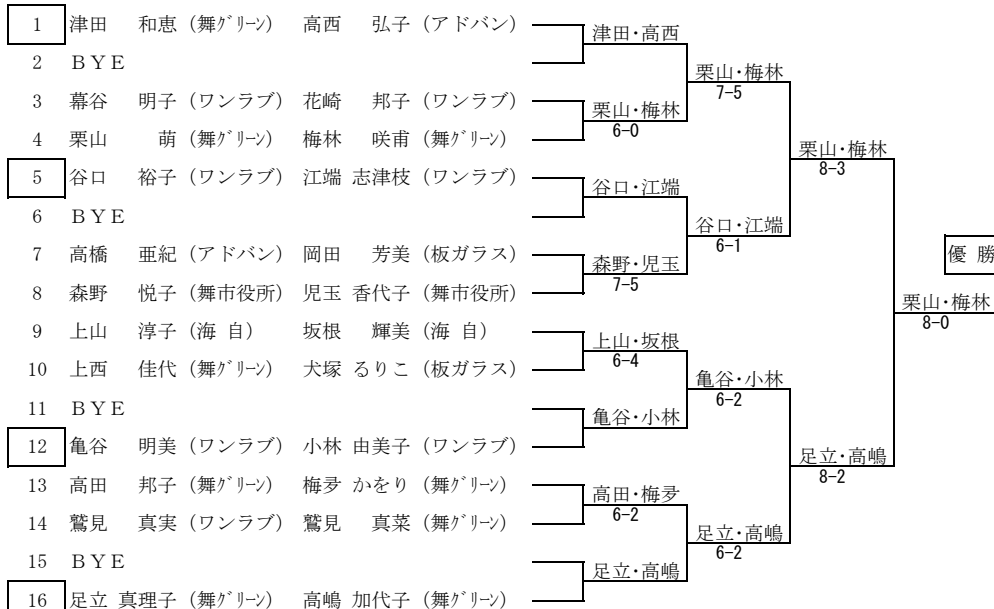 1 津田 和恵 (舞グリーン) 高西 弘子 (アドバン)
津田・高西
2 BYE
栗山・梅林
7-5
3 幕谷 明子 (ワンラブ) 花崎 邦子 (ワンラブ)
栗山・梅林
6-0
4 栗山 萌 (舞グリーン) 梅林 咲甫 (舞グリーン)
栗山・梅林
8-3
5 谷口 裕子 (ワンラブ) 江端 志津枝 (ワンラブ)
谷口・江端
6 BYE
谷口・江端
6-1
7 高橋 亜紀 (アドバン) 岡田 芳美 (板ガラス)
優 勝
森野・児玉
7-5
8 森野 悦子 (舞市役所) 児玉 香代子 (舞市役所)
栗山・梅林
8-0
9 上山 淳子 (海 自) 坂根 輝美 (海 自)
上山・坂根
6-4
10 上西 佳代 (舞グリーン) 犬塚 るりこ (板ガラス)
亀谷・小林
6-2
11 BYE
亀谷・小林
12 亀谷 明美 (ワンラブ) 小林 由美子 (ワンラブ)
足立・高嶋
8-2
13 高田 邦子 (舞グリーン) 梅夛 かをり (舞グリーン)
高田・梅夛
6-2
14 鷲見 真実 (ワンラブ) 鷲見 真菜 (舞グリーン)
足立・高嶋
6-2
15 BYE
足立・高嶋
16 足立 真理子 (舞グリーン) 高嶋 加代子 (舞グリーン)